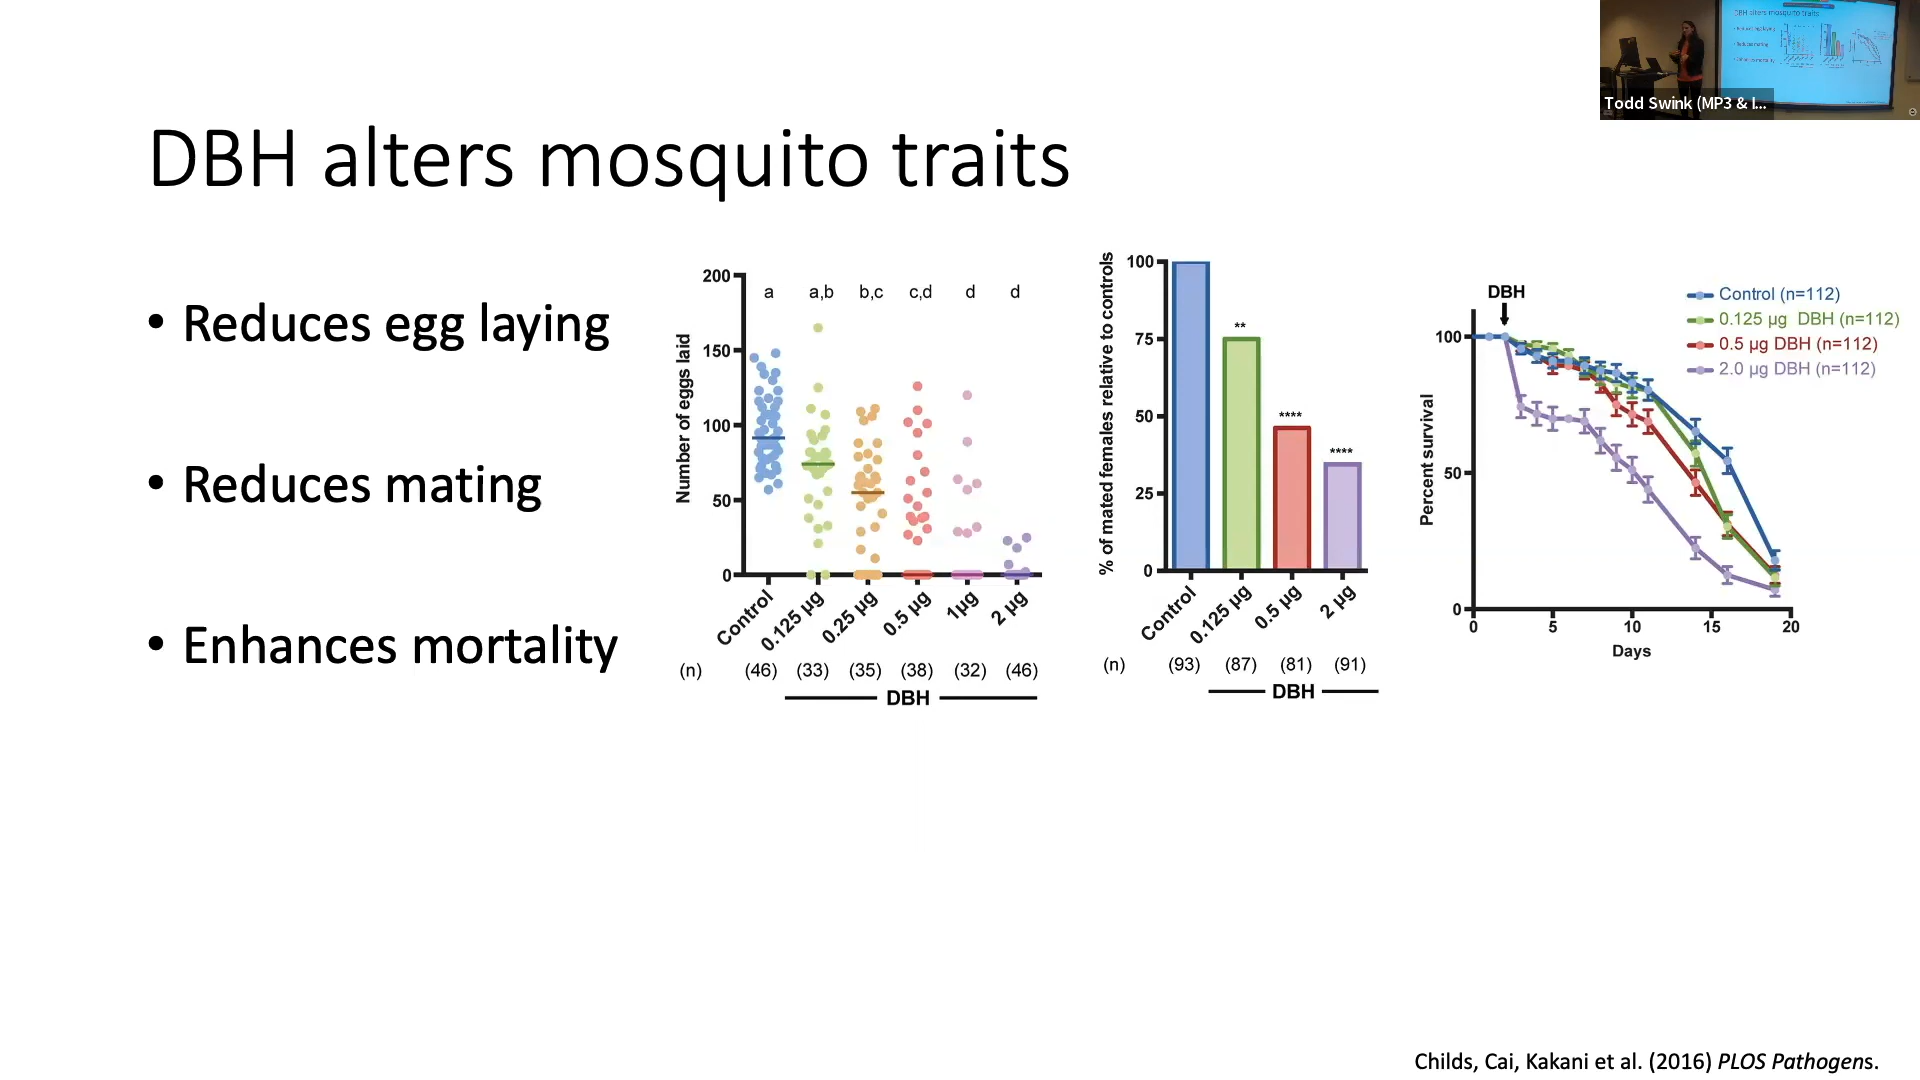 Todd Swink (MP3 & I...
DBH alters mosquito traits
• Reduces egg laying
• Reduces mating
• Enhances mortality
Number of eggs laid
200
150
100
50
0
a a,b b,c c,d d d
Control 0.125 µg 0.25 µg 0.5 µg 1µg 2 µg
(n) (46) (33) (35) (38) (32) (46)
DBH
% of mated females relative to controls
100
75
50
25
0
** **** ****
Control 0.125 µg 0.5 µg 2 µg
(n) (93) (87) (81) (91)
DBH
DBH
Control (n=112)
0.125 µg DBH (n=112)
0.5 µg DBH (n=112)
2.0 µg DBH (n=112)
Percent survival
100
50
0
0 5 10 15 20
Days
Childs, Cai, Kakani et al. (2016) PLOS Pathogens.